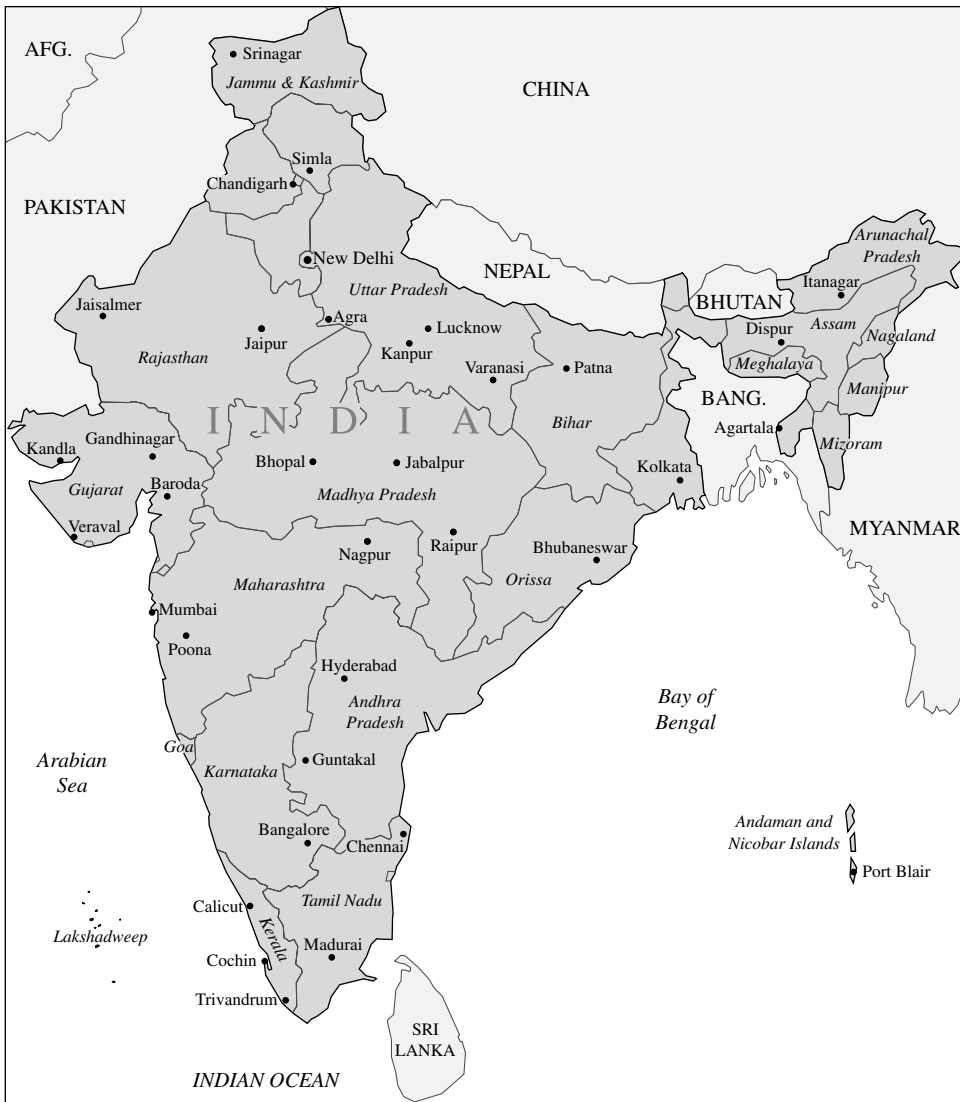 AFG.
Srinagar
Jammu & Kashmir
CHINA
Simla
Chandigarh
PAKISTAN
New Delhi
NEPAL
Arunachal
Pradesh
Itanagar
BHUTAN
Uttar Pradesh
Jaisalmer
Agra
Lucknow
Assam
Dispur
Nagaland
Rajasthan
Jaipur
Kanpur
Varanasi
Patna
Meghalaya
Manipur
BANG.
INDIA
Bihar
Agartala
Mizoram
Kandla
Gandhinagar
Bhopal
Jabalpur
Kolkata
Gujarat
Baroda
Madhya Pradesh
Veraval
Nagpur
Raipur
Bhubaneswar
MYANMAR
Maharashtra
Orissa
Mumbai
Poona
Hyderabad
Andhra
Pradesh
Bay of
Bengal
Goa
Arabian
Sea
Karnataka
Guntakal
Bangalore
Chennai
Andaman and
Nicobar Islands
Port Blair
Calicut
Tamil Nadu
Kerala
Lakshadweep
Madurai
Cochin
Trivandrum
SRI
LANKA
INDIAN OCEAN